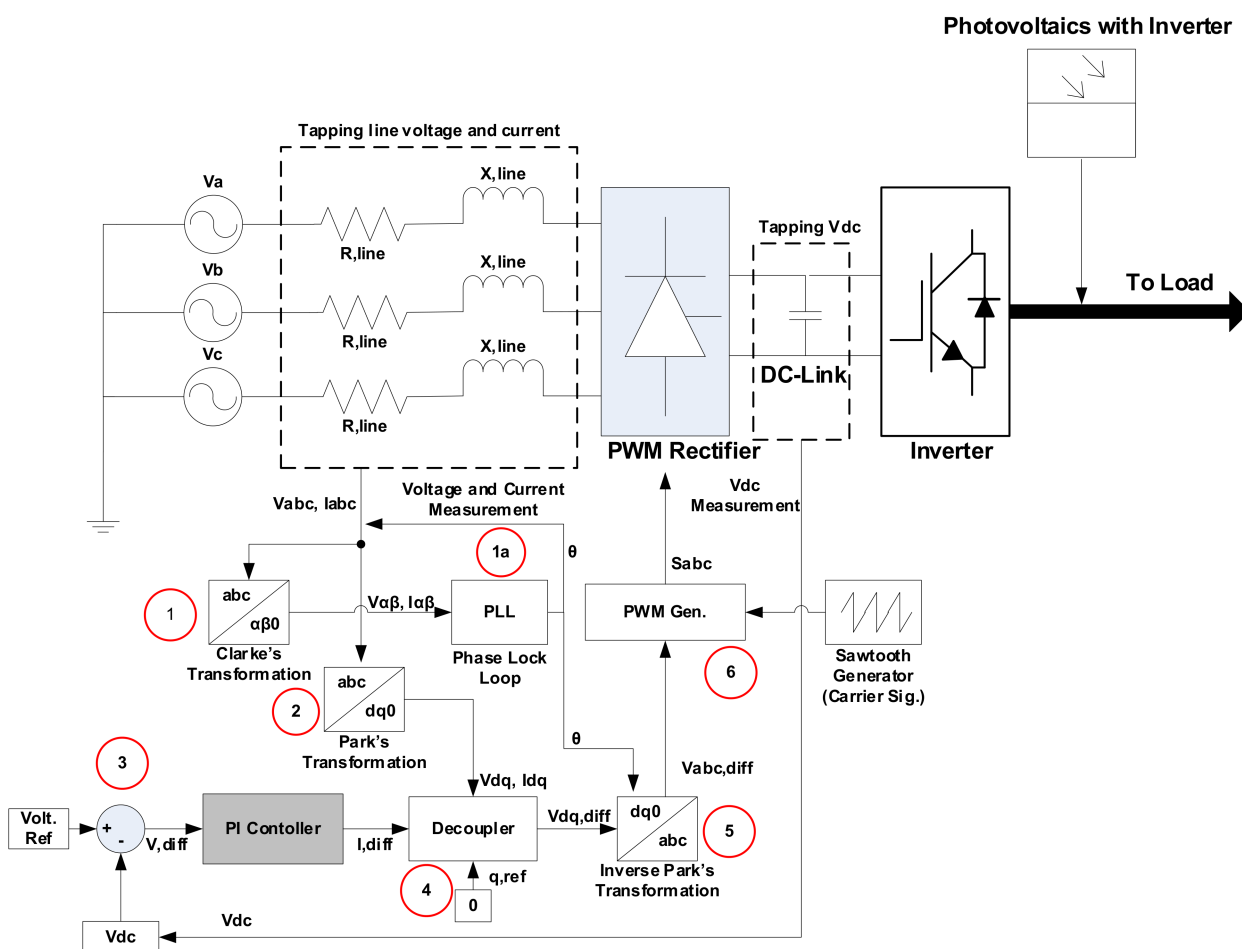 Photovoltaics with Inverter
Tapping line voltage and current
Va
X,line
R,line
Vb
X,line
R,line
Vc
X,line
R,line
Tapping Vdc
To Load
DC-Link
PWM Rectifier
Inverter
Vabc, Iabc
Voltage and Current
Measurement
Vdc
Measurement
1a
θ
Sabc
1
abc
αβ0
Clarke's
Transformation
Vαβ, Iαβ
PLL
Phase Lock
Loop
PWM Gen.
Sawtooth
Generator
(Carrier Sig.)
6
2
abc
dq0
Park's
Transformation
θ
Vabc,diff
3
Vdq, Idq
Volt.
Ref
+
-
V,diff
PI Contoller
I,diff
Decoupler
Vdq,diff
dq0
abc
5
Inverse Park's
Transformation
4
q,ref
0
Vdc
Vdc